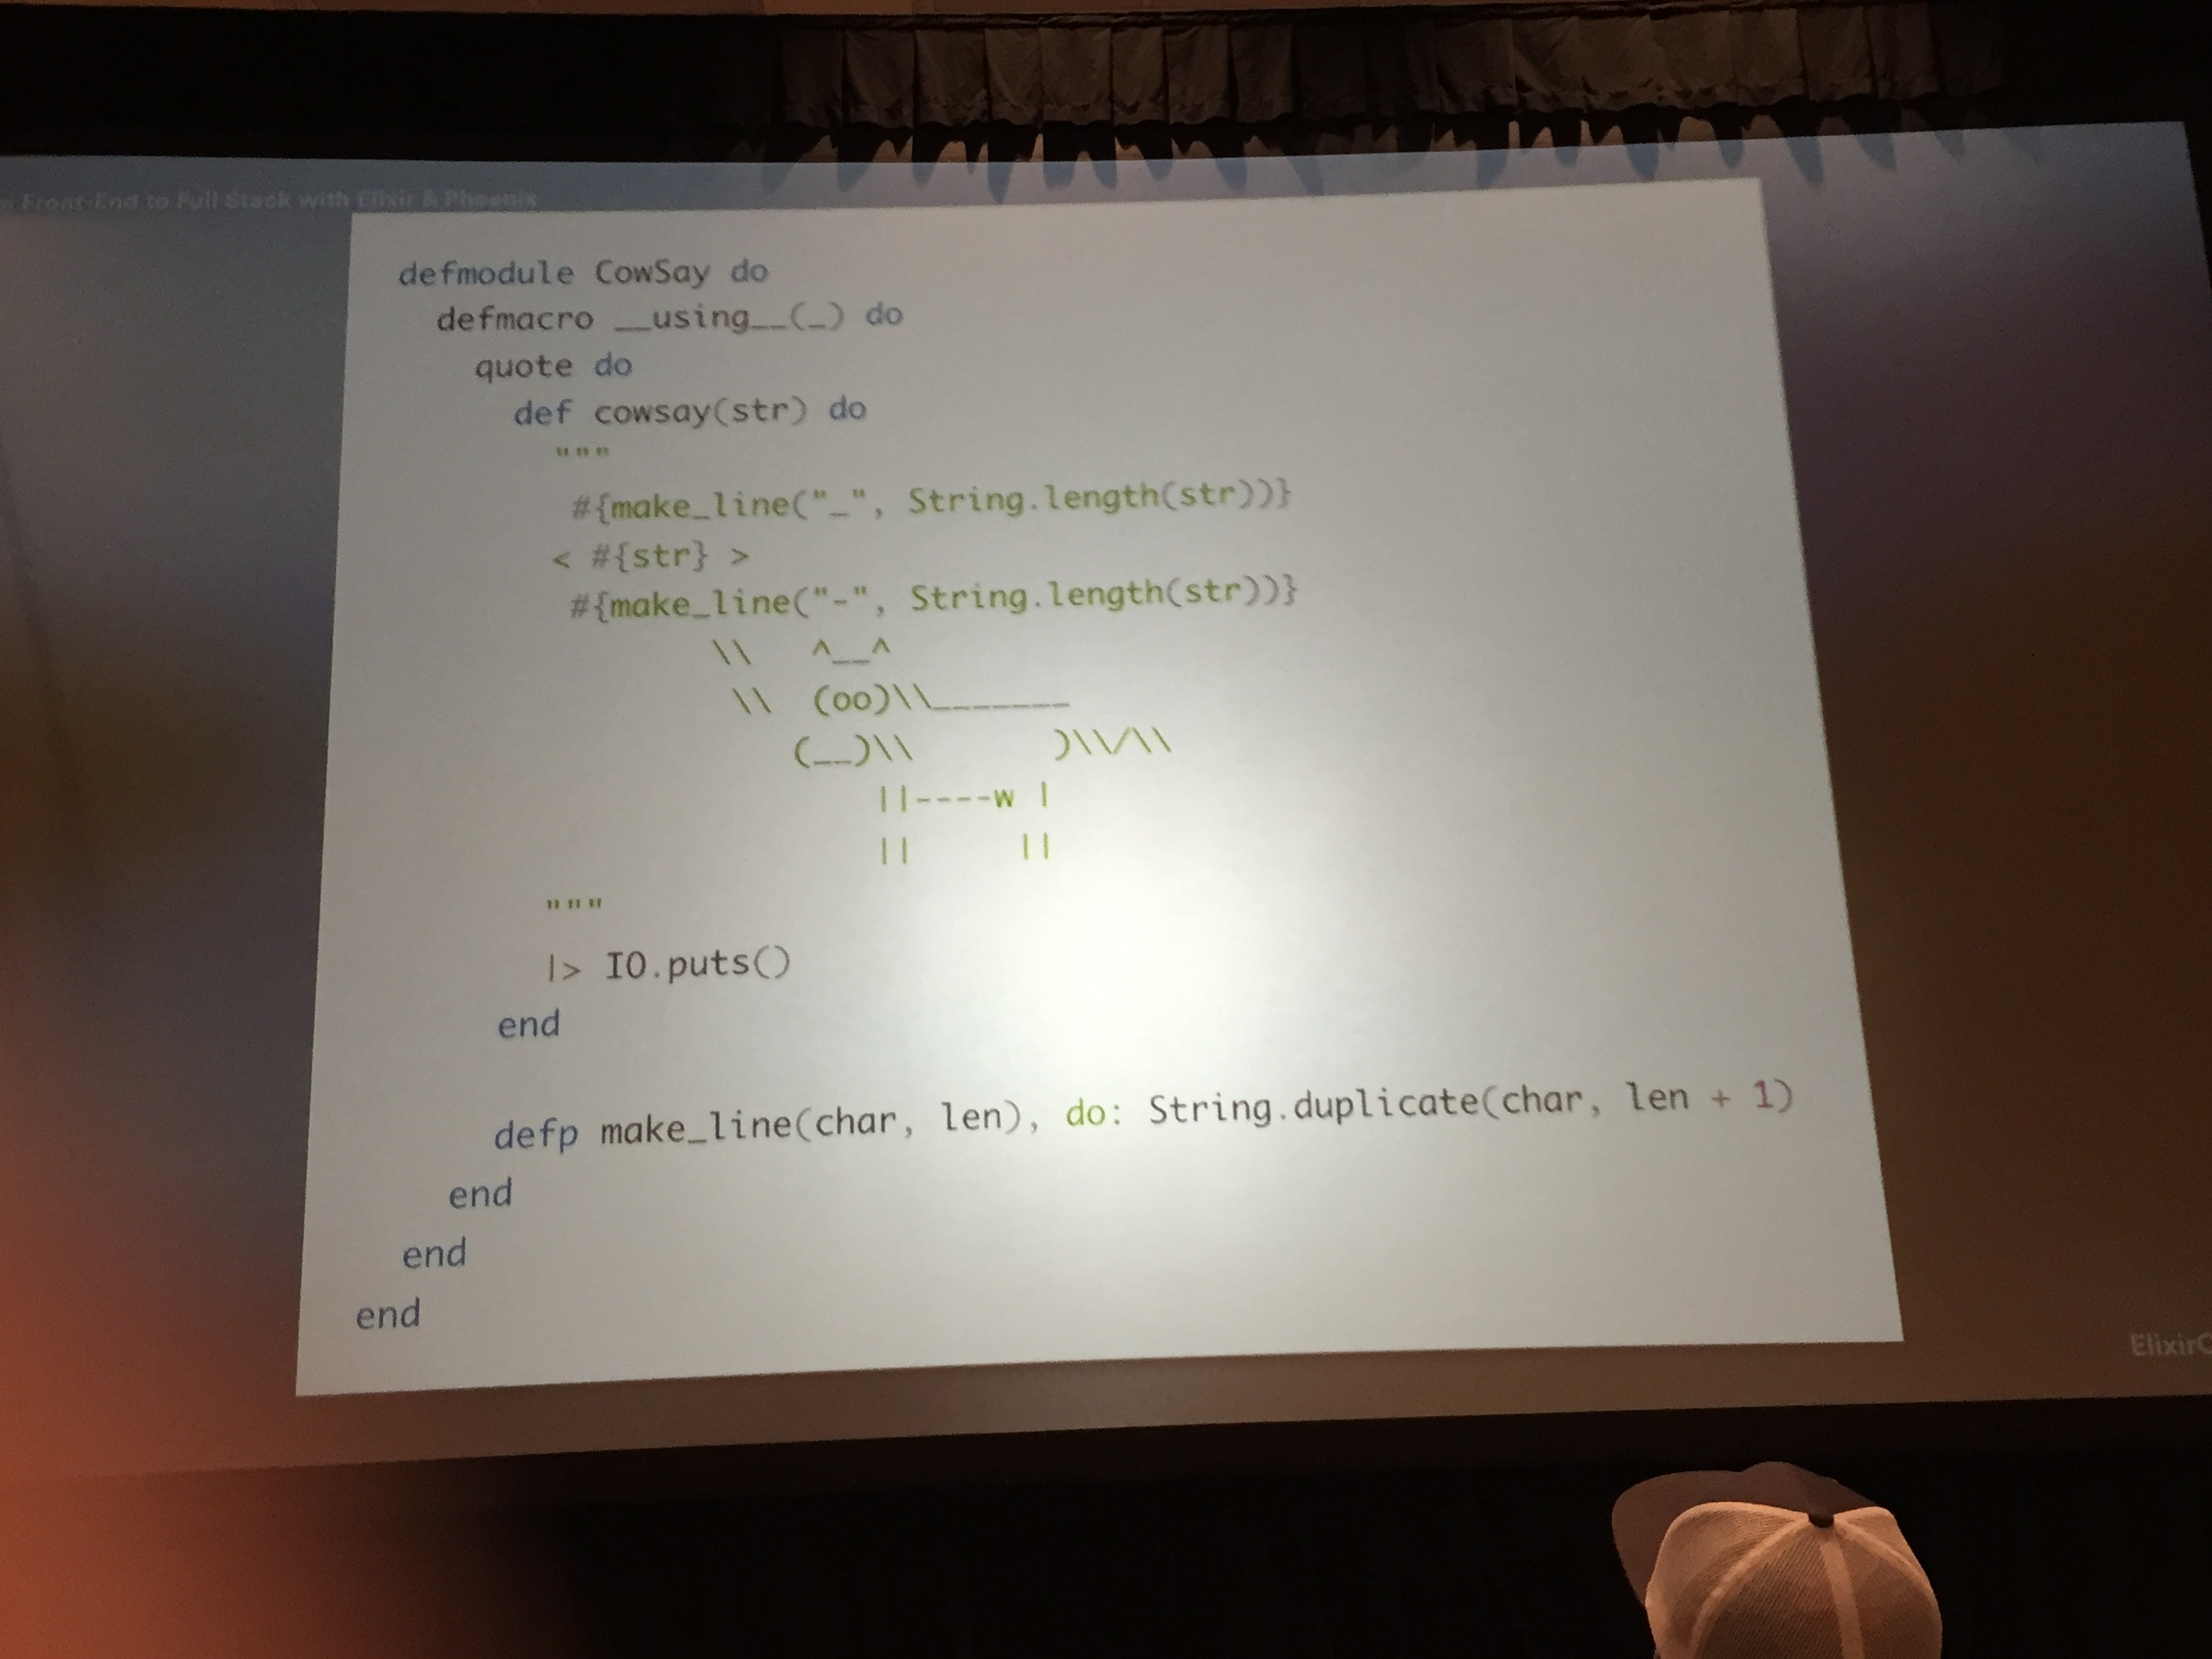 Front-End to Full Stack with Elixir & Phoenix
defmodule CowSay do
  defmacro __using__(_) do
    quote do
      def cowsay(str) do
        """
         #{make_line("_", String.length(str))}
        < #{str} >
         #{make_line("-", String.length(str))}
                \\   ^__^
                 \\  (oo)\\_______
                    (__)\\       )\\/\\
                        ||----w |
                        ||     ||
        """
        |> IO.puts()
      end
      defp make_line(char, len), do: String.duplicate(char, len + 1)
    end
  end
end